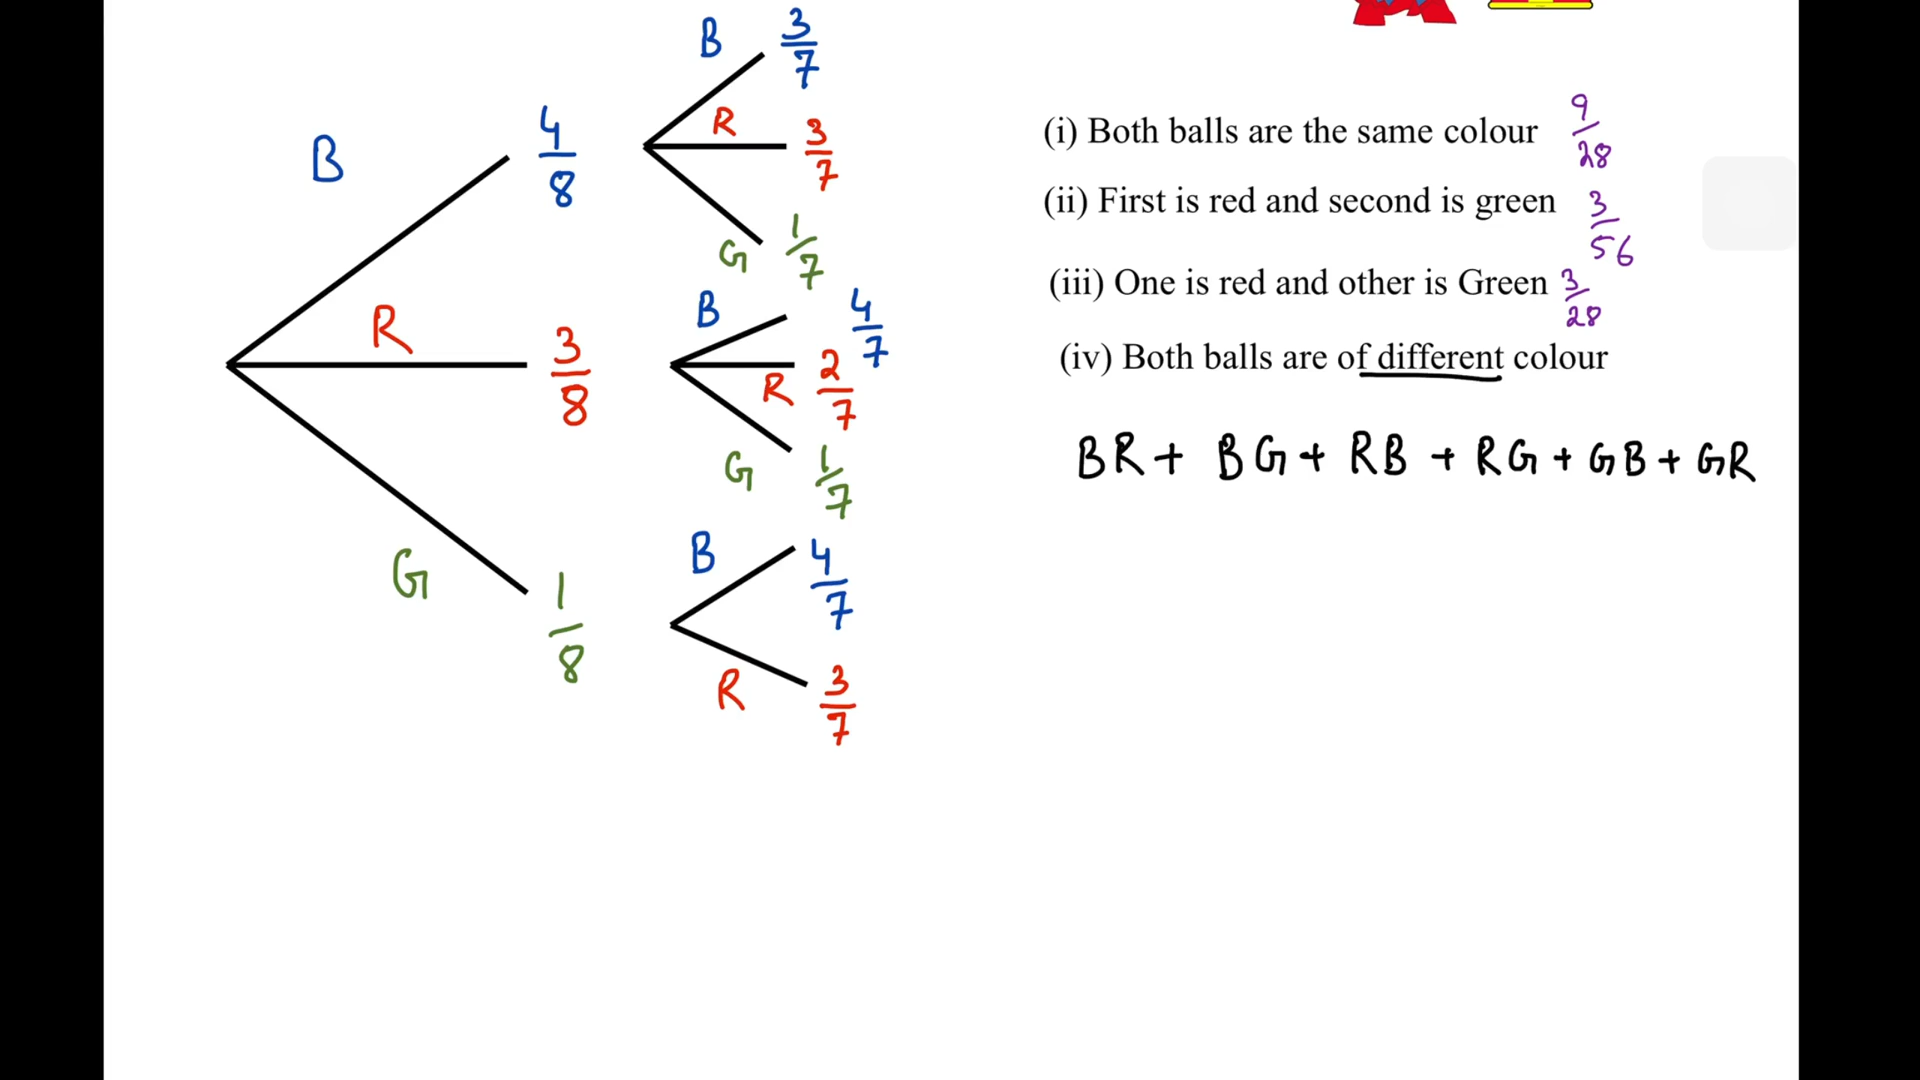 B 4/8
R 3/8
G 1/8
B 3/7
R 3/7
G 1/7
B 4/7
R 2/7
G 1/7
B 4/7
R 3/7
(i) Both balls are the same colour 9/28
(ii) First is red and second is green 3/56
(iii) One is red and other is Green 3/28
(iv) Both balls are of different colour
BR + BG + RB + RG + GB + GR